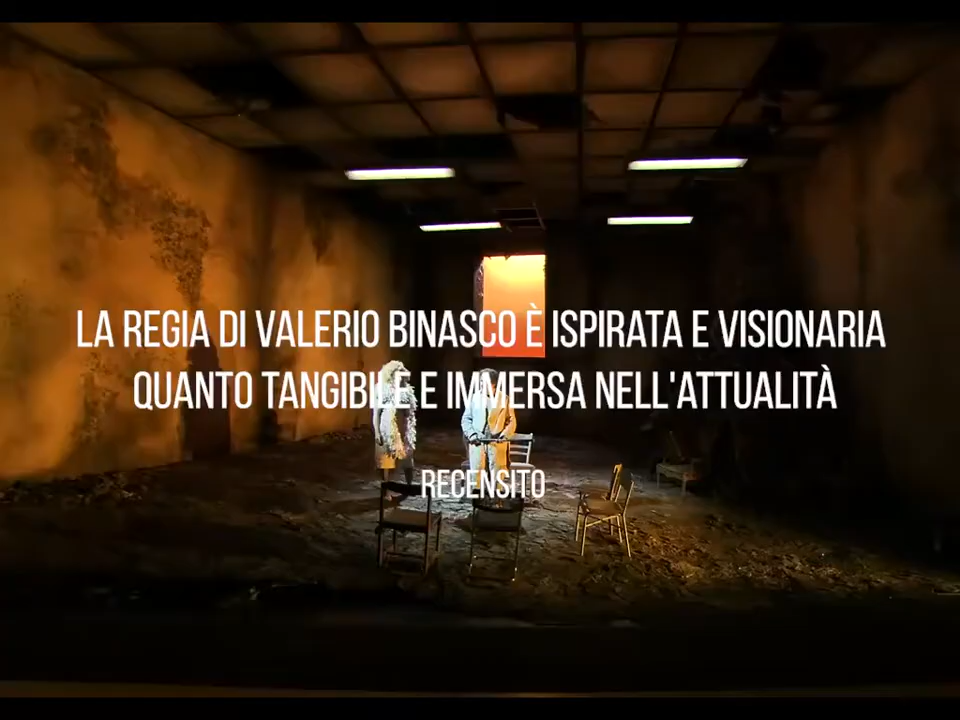 LA REGIA DI VALERIO BINASCO È ISPIRATA E VISIONARIA
QUANTO TANGIBILE E IMMERSA NELL'ATTUALITÀ
RECENSITO